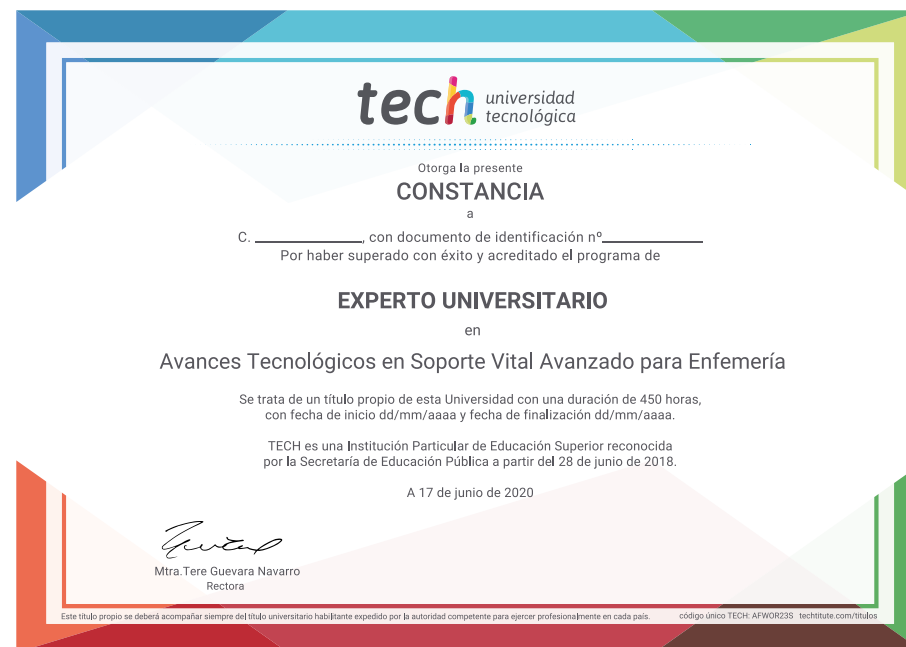 tech universidad
tecnológica
Otorga la presente
CONSTANCIA
a
C. ____________, con documento de identificación nº____________
Por haber superado con éxito y acreditado el programa de
EXPERTO UNIVERSITARIO
en
Avances Tecnológicos en Soporte Vital Avanzado para Enfemería
Se trata de un título propio de esta Universidad con una duración de 450 horas,
con fecha de inicio dd/mm/aaaa y fecha de finalización dd/mm/aaaa.
TECH es una Institución Particular de Educación Superior reconocida
por la Secretaría de Educación Pública a partir del 28 de junio de 2018.
A 17 de junio de 2020
Mtra.Tere Guevara Navarro
Rectora
Este título propio se deberá acompañar siempre del título universitario habilitante expedido por la autoridad competente para ejercer profesionalmente en cada país. código único TECH: AFWOR23S techtitute.com/titulos